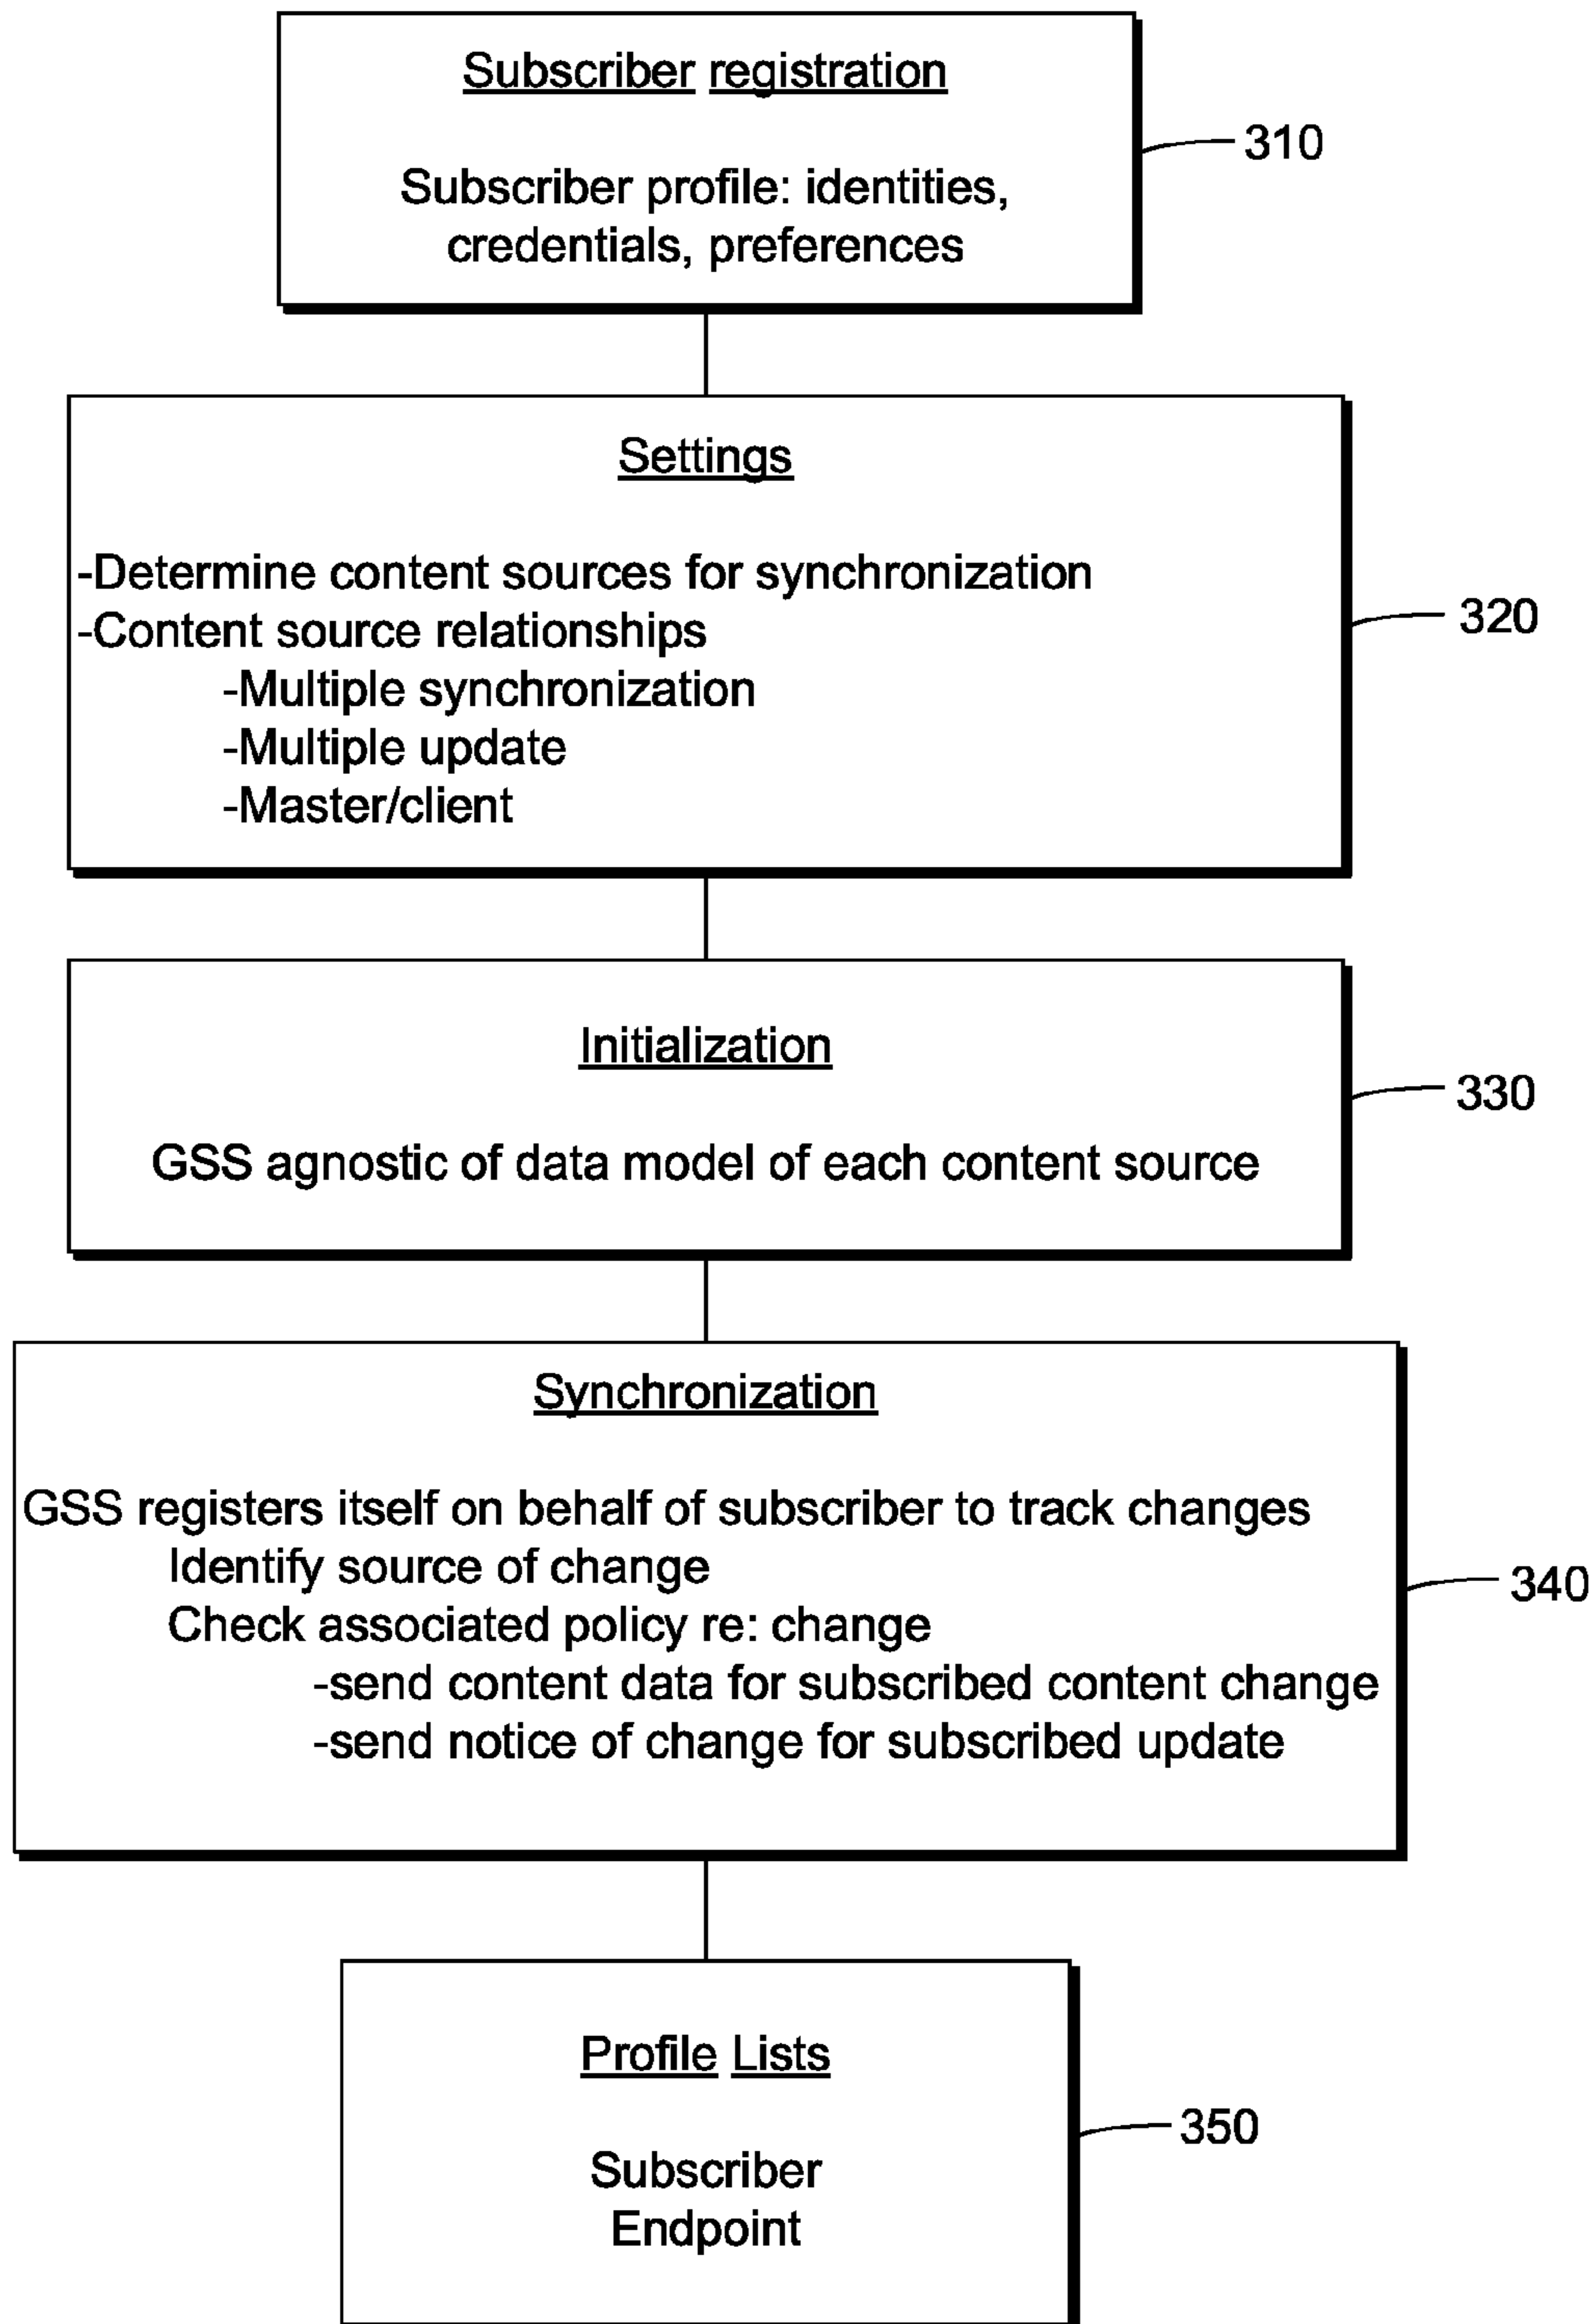 Subscriber registration
Subscriber profile: identities,
credentials, preferences
310
Settings
-Determine content sources for synchronization
-Content source relationships
-Multiple synchronization
-Multiple update
-Master/client
320
Initialization
GSS agnostic of data model of each content source
330
Synchronization
GSS registers itself on behalf of subscriber to track changes
Identify source of change
Check associated policy re: change
-send content data for subscribed content change
-send notice of change for subscribed update
340
Profile Lists
Subscriber
Endpoint
350